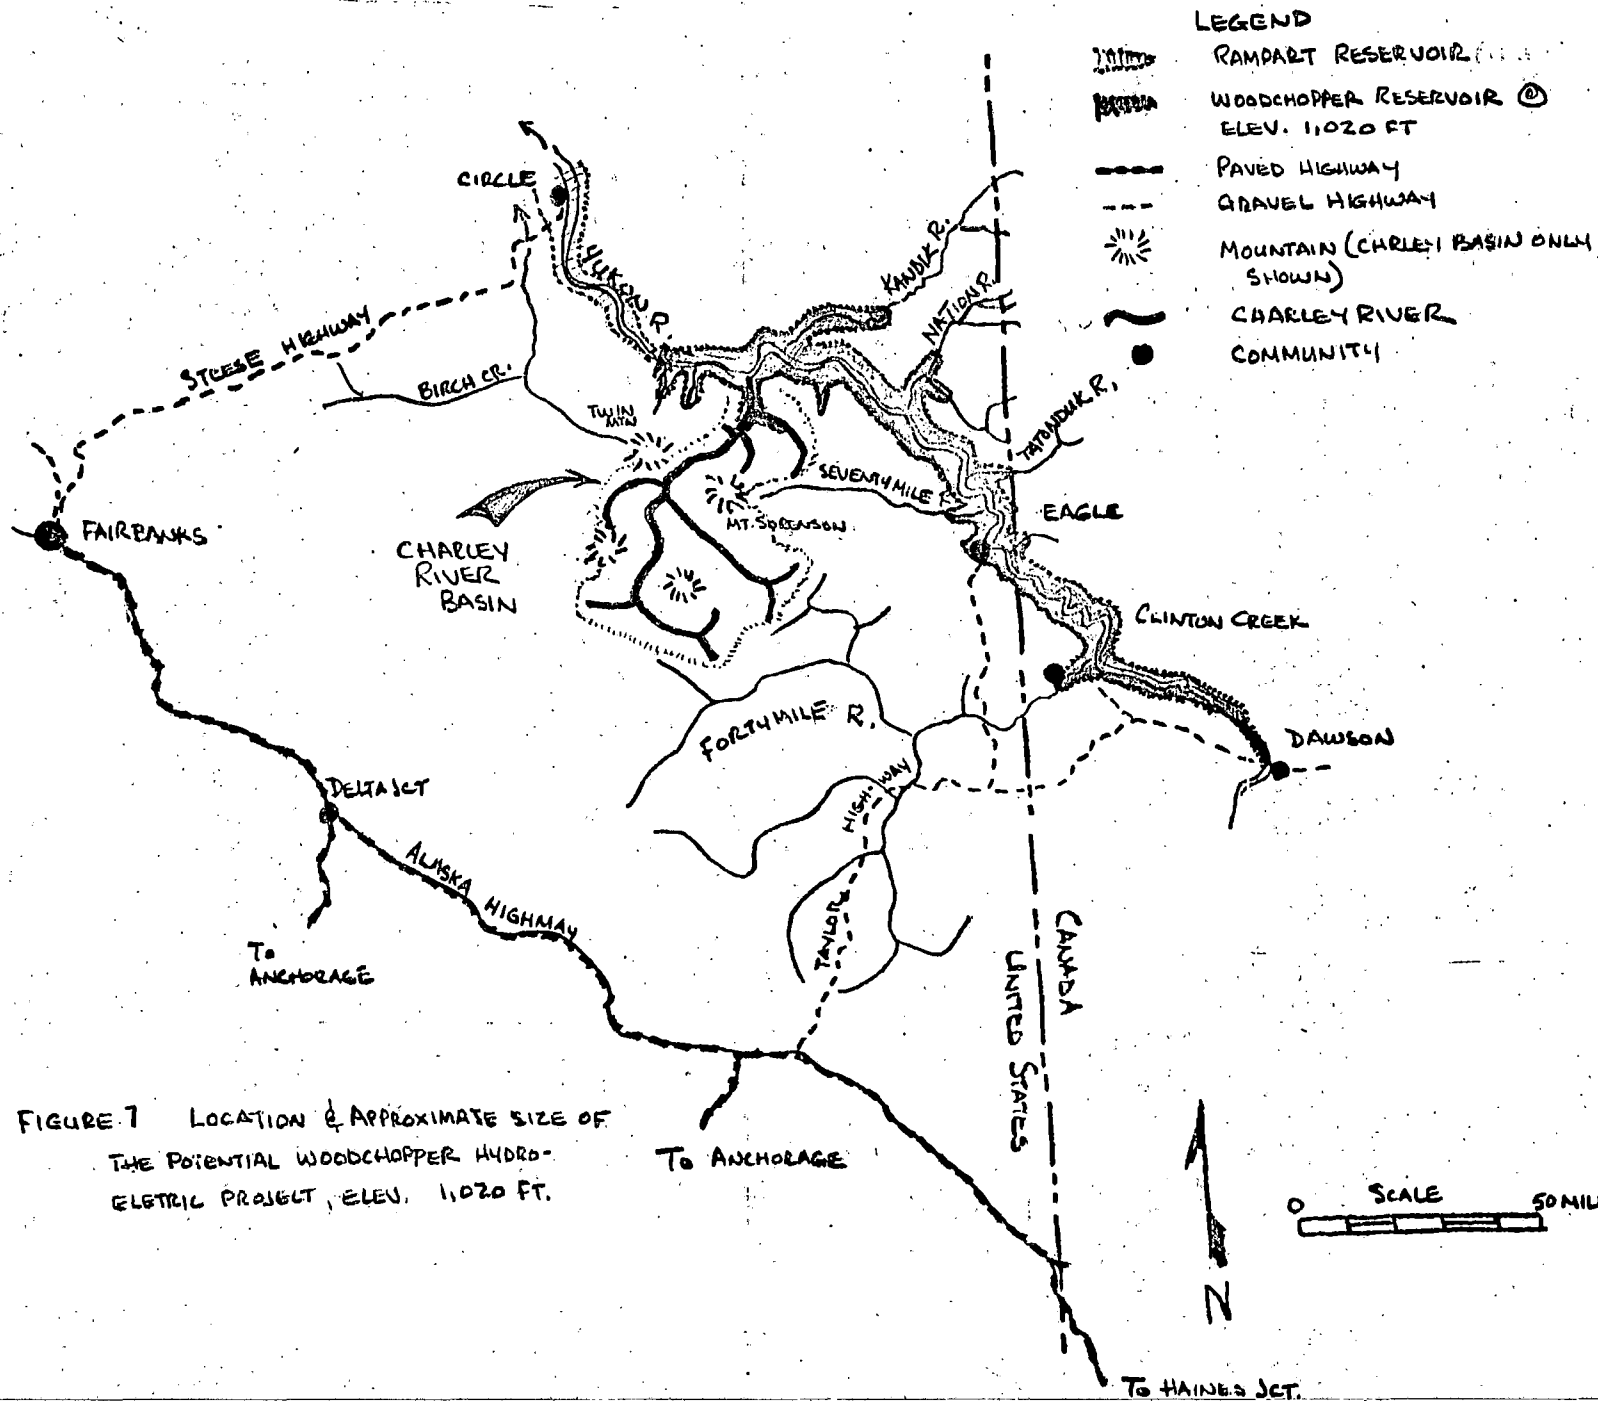 LEGEND
RAMPART RESERVOIR
WOODCHOPPER RESERVOIR @
ELEV. 1,020 FT
PAVED HIGHWAY
GRAVEL HIGHWAY
MOUNTAIN (CHRLEY BASIN ONLY
SHOWN)
CHARLEY RIVER
COMMUNITY
CIRCLE
YUKON R.
KANDIK R.
NATION R.
STEESE HIGHWAY
BIRCH CR.
TWIN
MTN
TATONDUK R.
SEVENTYMILE R.
MT. SORENSON
EAGLE
FAIRBANKS
CHARLEY
RIVER
BASIN
CLINTON CREEK
FORTYMILE R.
DAWSON
DELTA JCT
HIGHWAY
TAYLOR
ALASKA HIGHWAY
To
ANCHORAGE
CANADA
UNITED STATES
FIGURE 7 LOCATION & APPROXIMATE SIZE OF
THE POTENTIAL WOODCHOPPER HYDRO-
ELETRIC PROJECT, ELEV. 1,020 FT.
To ANCHORAGE
SCALE
0 50 MIL
N
To HAINES JCT.